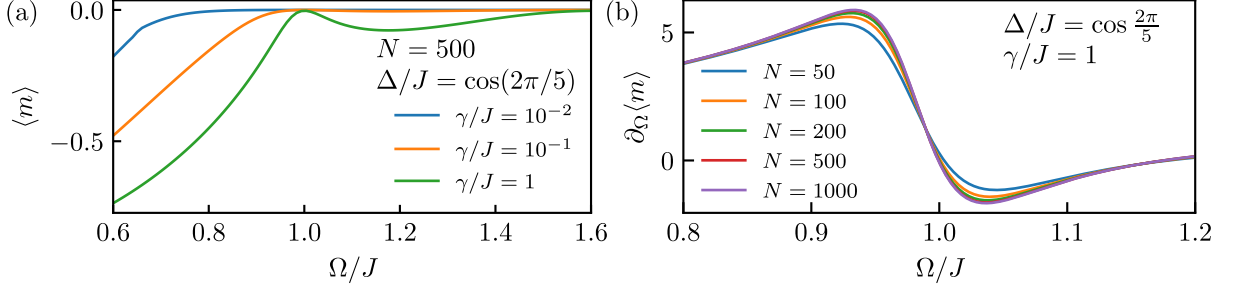 (a)
0.0
−0.5
⟨m⟩
N = 500
Δ/J = cos(2π/5)
γ/J = 10⁻²
γ/J = 10⁻¹
γ/J = 1
0.6 0.8 1.0 1.2 1.4 1.6
Ω/J
(b)
5
0
∂_Ω⟨m⟩
Δ/J = cos 2π/5
γ/J = 1
N = 50
N = 100
N = 200
N = 500
N = 1000
0.8 0.9 1.0 1.1 1.2
Ω/J